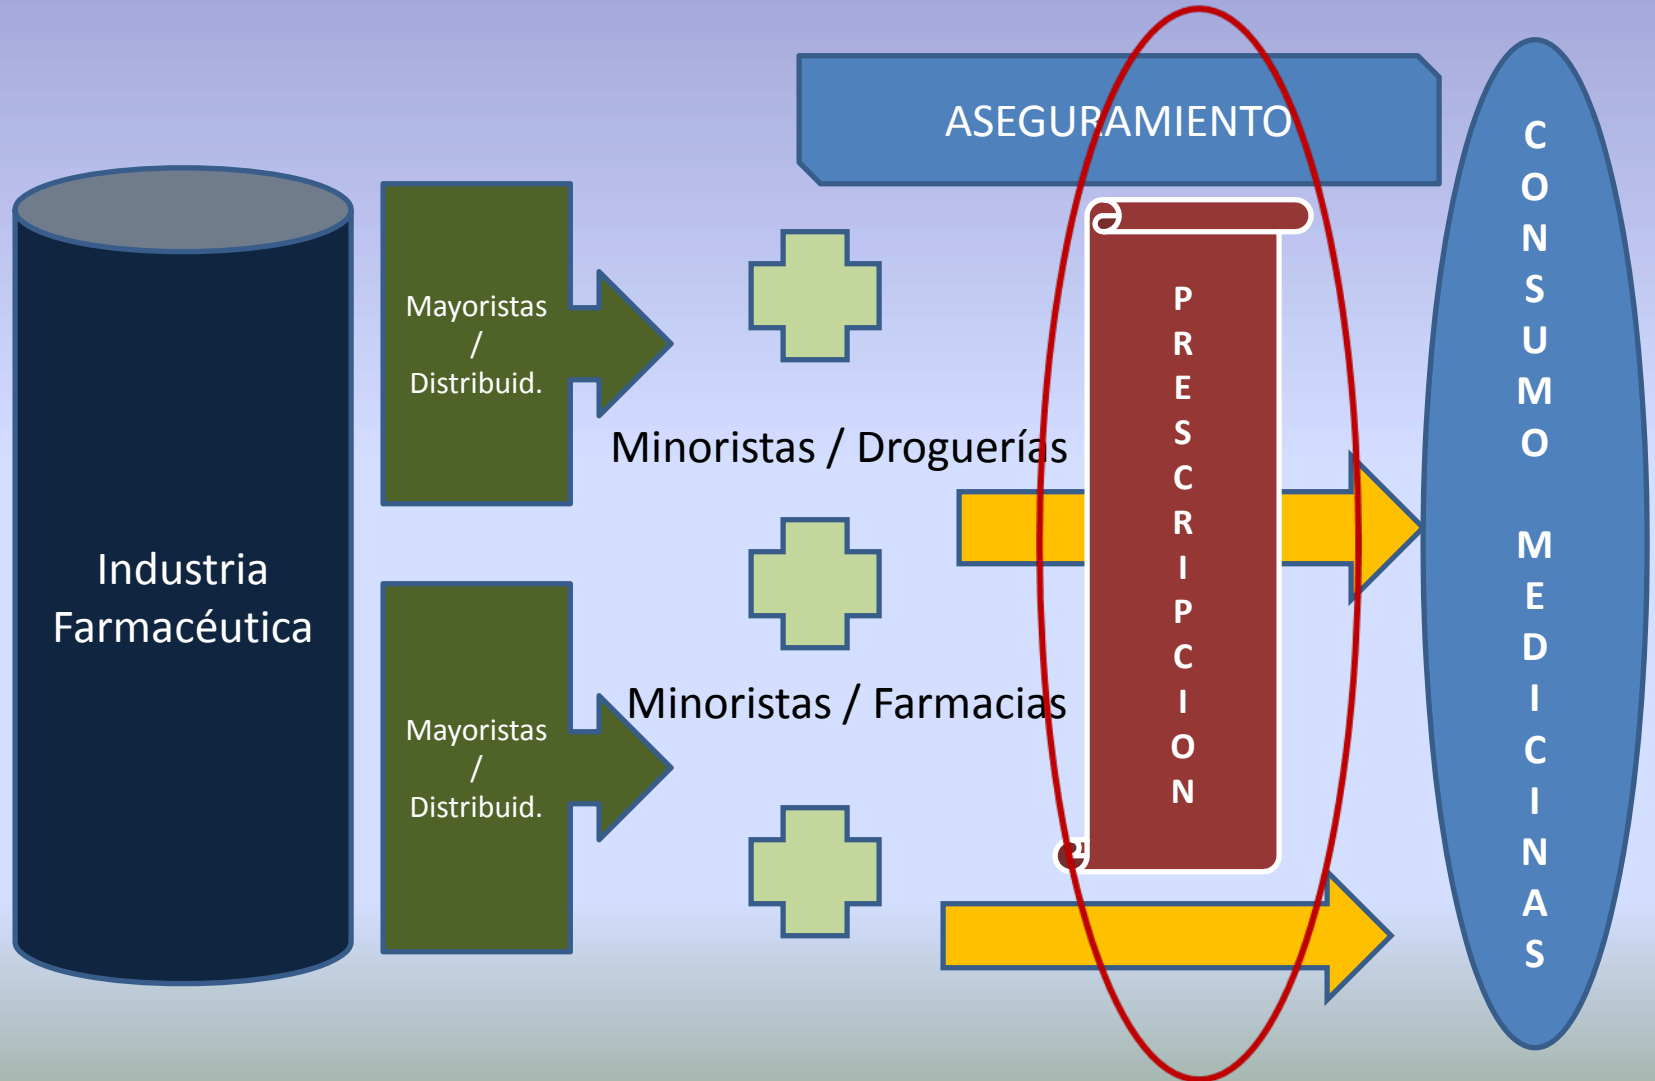 ASEGURAMIENTO
Industria
Farmacéutica
Mayoristas
/
Distribuid.
Mayoristas
/
Distribuid.
Minoristas / Droguerías
Minoristas / Farmacias
PRESCRIPCION
CONSUMO MEDICINAS